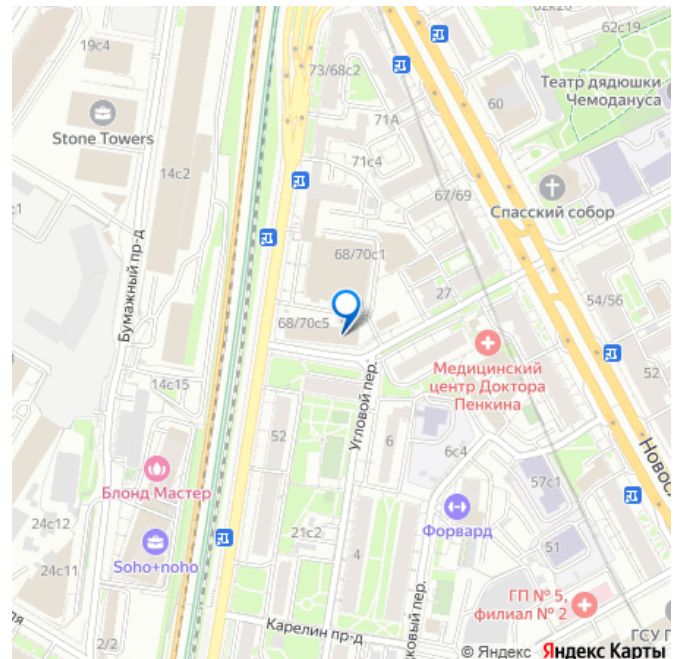 62с19
19с4
73/68с2
Театр дядюшки
Чемодануса
60
71А
Stone Towers
14с2
71с4
67/69
Спасский собор
с1
68/70с1
27
54/56
Бумажный пр-д
68/70с5
Медицинский
центр Доктора
Пенкина
52
14с15
Угловой пер.
52
6
6с4
57с1
Блонд Мастер
24с12
Форвард
21с2
51
Soho+noho
24с11
4
ГП № 5,
филиал № 2
Карелин пр-д
2/2
© Яндекс Яндекс Карты